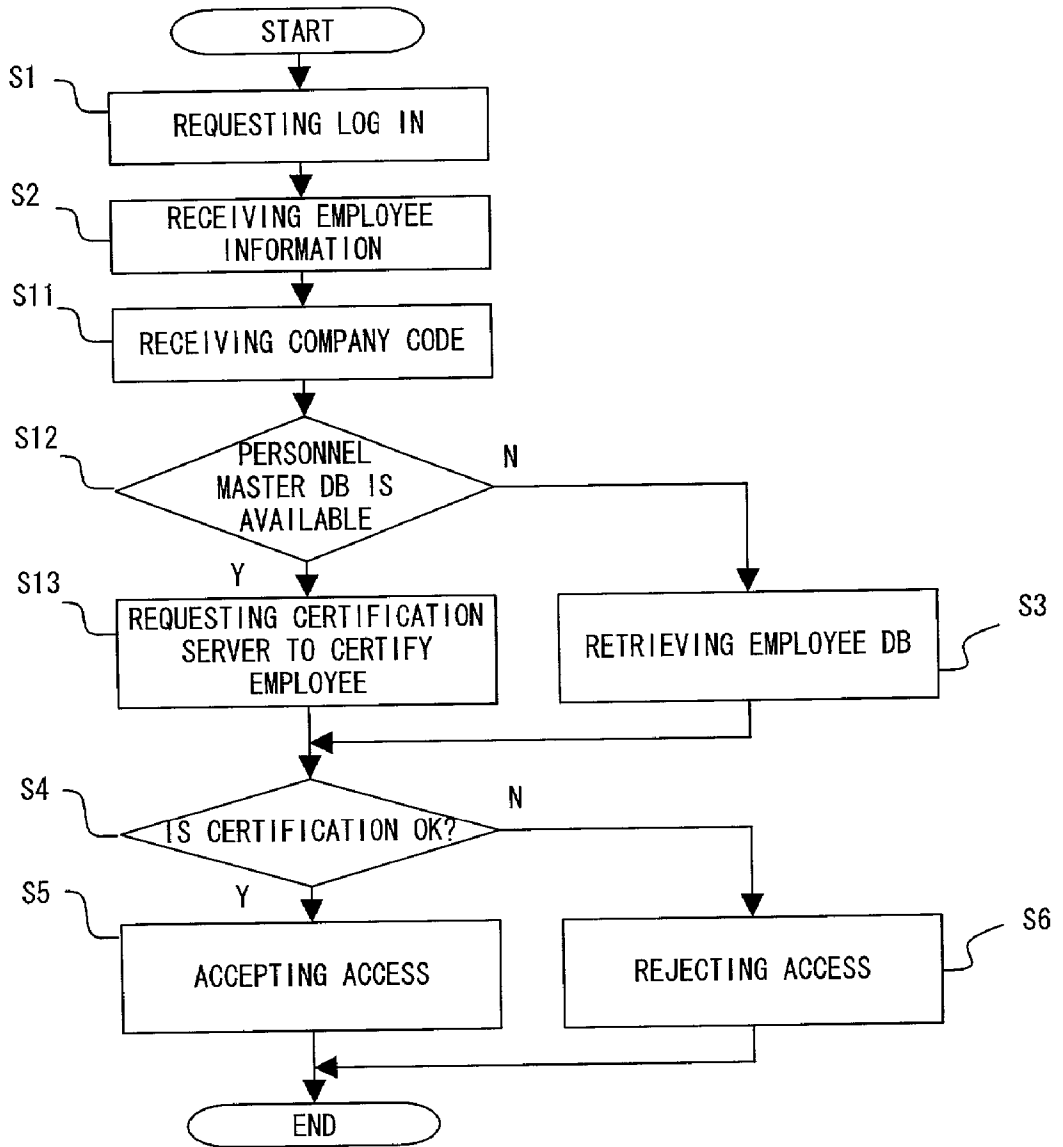 START
S1
REQUESTING LOG IN
S2
RECEIVING EMPLOYEE
INFORMATION
S11
RECEIVING COMPANY CODE
S12
PERSONNEL
MASTER DB IS
AVAILABLE
N
Y
S13
REQUESTING CERTIFICATION
SERVER TO CERTIFY
EMPLOYEE
S3
RETRIEVING EMPLOYEE DB
S4
IS CERTIFICATION OK?
N
Y
S5
ACCEPTING ACCESS
S6
REJECTING ACCESS
END